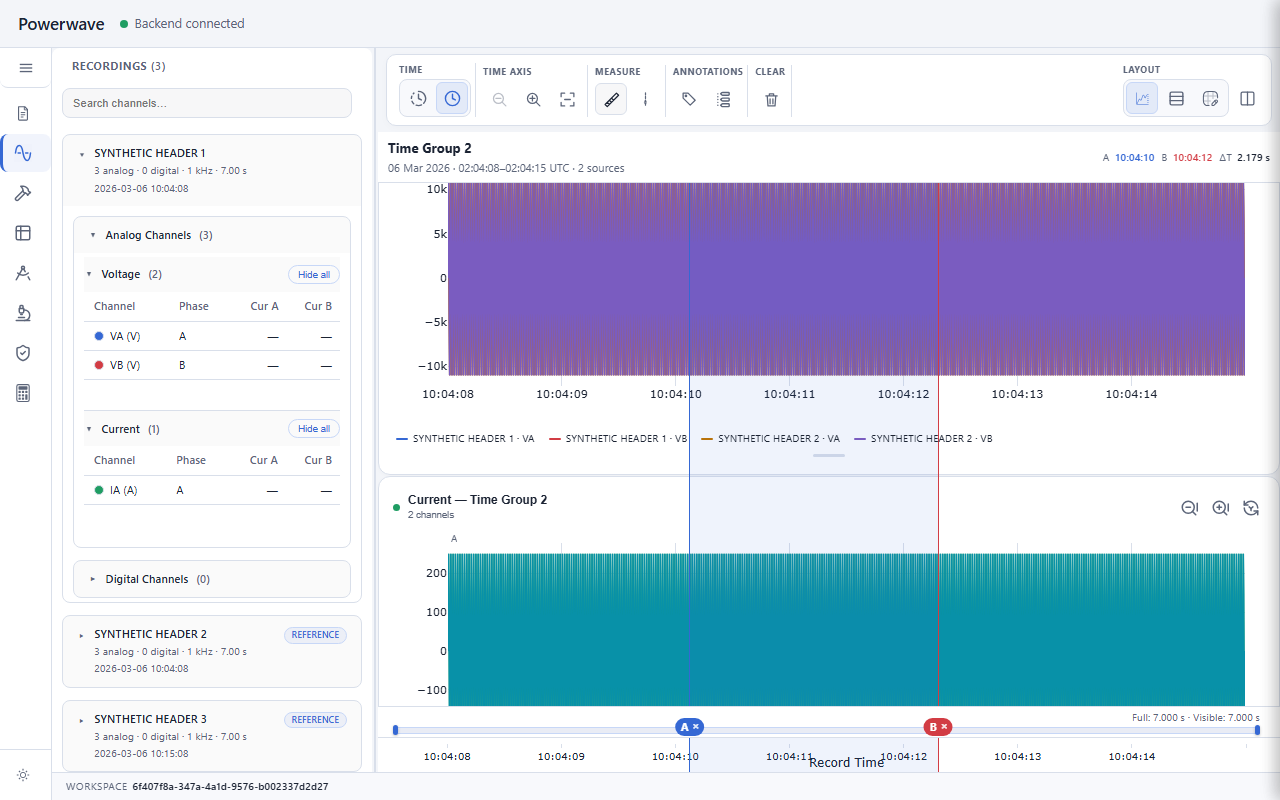 Powerwave
Backend connected
RECORDINGS (3)
Search channels...
SYNTHETIC HEADER 1
3 analog · 0 digital · 1 kHz · 7.00 s
2026-03-06 10:04:08
Analog Channels (3)
Voltage (2)
Hide all
Channel Phase Cur A Cur B
VA (V) A — —
VB (V) B — —
Current (1)
Hide all
Channel Phase Cur A Cur B
IA (A) A — —
Digital Channels (0)
SYNTHETIC HEADER 2
REFERENCE
3 analog · 0 digital · 1 kHz · 7.00 s
2026-03-06 10:04:08
SYNTHETIC HEADER 3
REFERENCE
3 analog · 0 digital · 1 kHz · 7.00 s
2026-03-06 10:15:08
TIME
TIME AXIS
MEASURE
ANNOTATIONS
CLEAR
LAYOUT
Time Group 2
06 Mar 2026 · 02:04:08–02:04:15 UTC · 2 sources
A 10:04:10 B 10:04:12 ΔT 2.179 s
10k
5k
0
−5k
−10k
10:04:08 10:04:09 10:04:10 10:04:11 10:04:12 10:04:13 10:04:14
SYNTHETIC HEADER 1 · VA SYNTHETIC HEADER 1 · VB SYNTHETIC HEADER 2 · VA SYNTHETIC HEADER 2 · VB
Current — Time Group 2
2 channels
A
200
100
0
−100
Full: 7.000 s · Visible: 7.000 s
A ×
B ×
10:04:08 10:04:09 10:04:10 10:04:11 10:04:12 10:04:13 10:04:14
Record Time
WORKSPACE 6f407f8a-347a-4a1d-9576-b002337d2d27